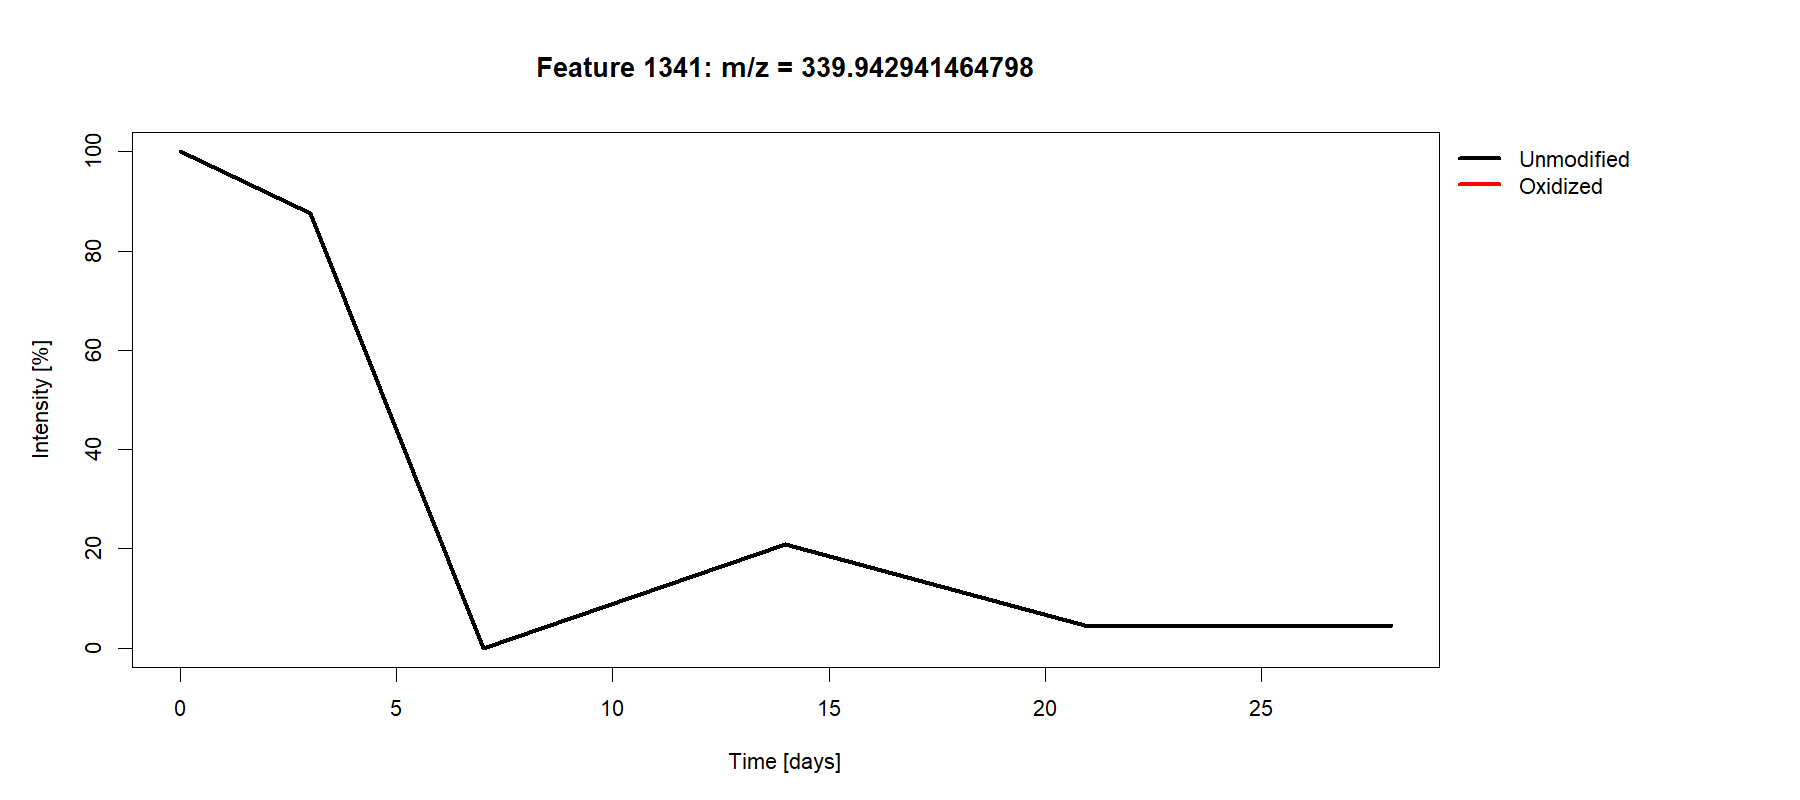 Feature 1341: m/z = 339.942941464798
Unmodified
Oxidized
Intensity [%]
100
80
60
40
20
0
0 5 10 15 20 25
Time [days]